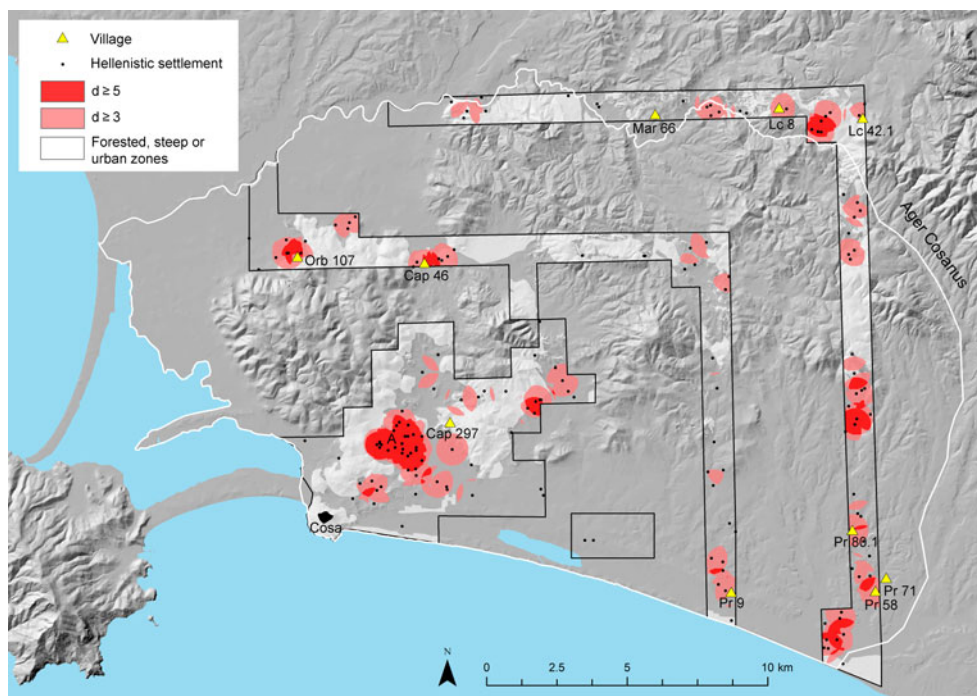 Village
Hellenistic settlement
d ≥ 5
d ≥ 3
Forested, steep or
urban zones
Mar 66
Lc 8
Lc 42.1
Ager Cosanus
Orb 107
Cap 46
Cap 297
A
Cosa
Pr 80.1
Pr 71
Pr 9
Pr 58
N
0 2.5 5 10 km